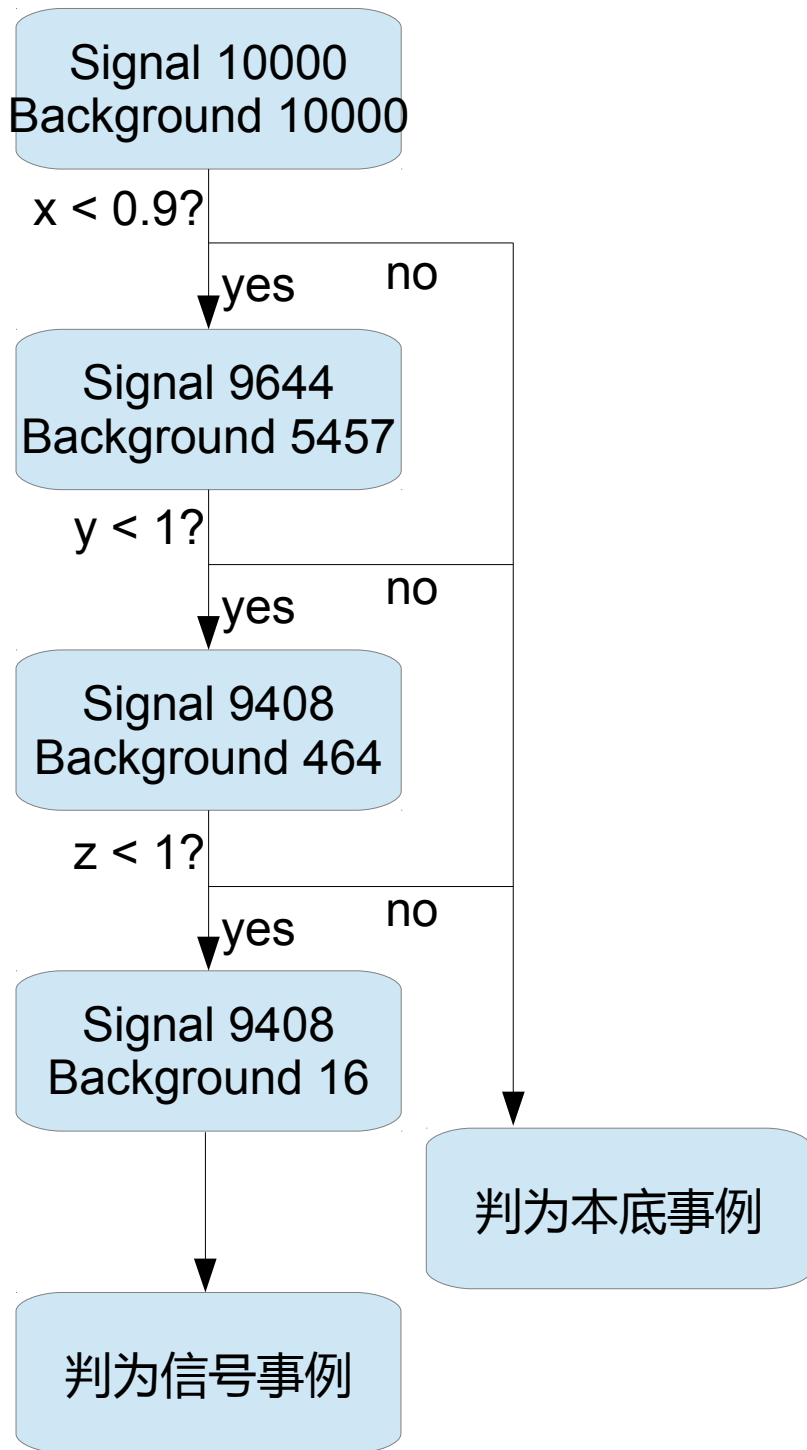 Signal 10000
Background 10000
x < 0.9?
yes
no
Signal 9644
Background 5457
y < 1?
yes
no
Signal 9408
Background 464
z < 1?
yes
no
Signal 9408
Background 16
判为本底事例
判为信号事例